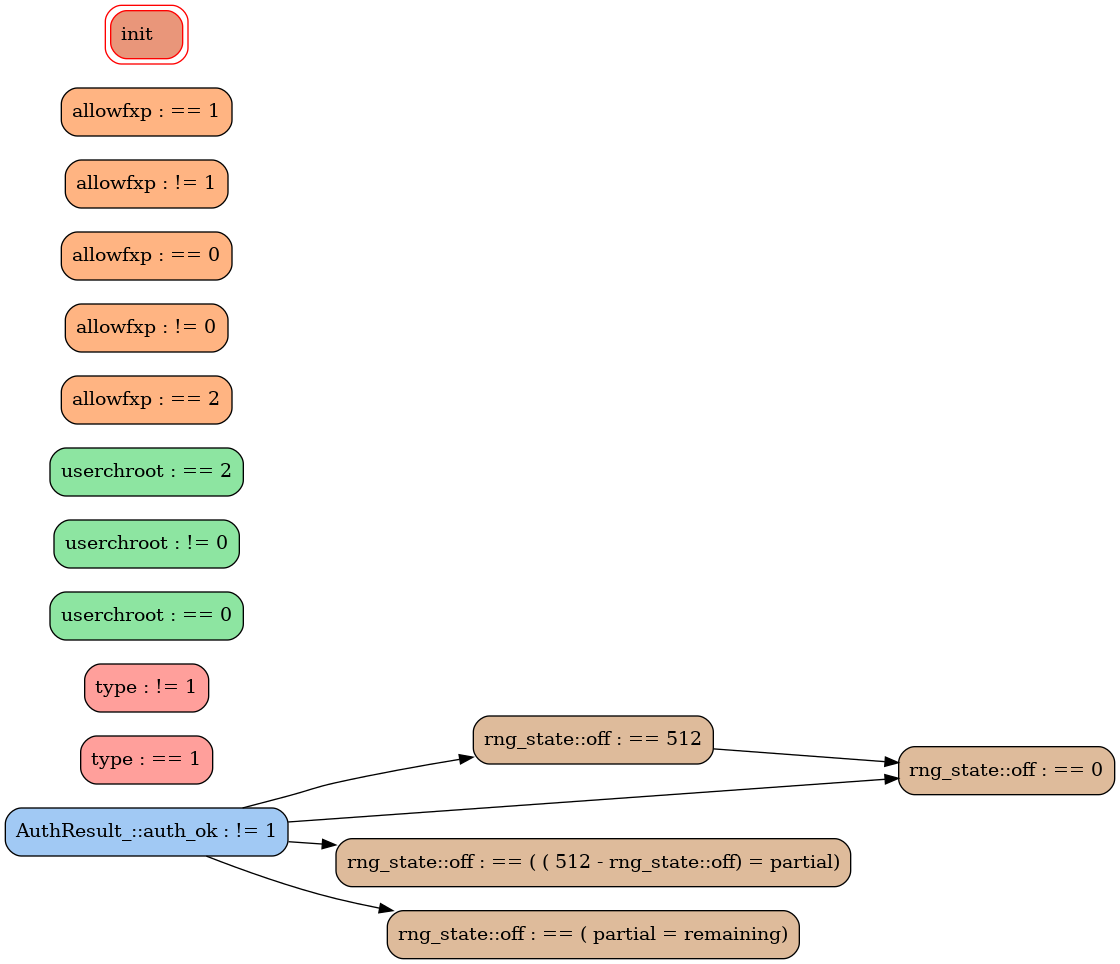 init
allowfxp : == 1
allowfxp : != 1
allowfxp : == 0
allowfxp : != 0
allowfxp : == 2
userchroot : == 2
userchroot : != 0
userchroot : == 0
type : != 1
type : == 1
AuthResult_::auth_ok : != 1
rng_state::off : == 512
rng_state::off : == 0
rng_state::off : == ( ( 512 - rng_state::off) = partial)
rng_state::off : == ( partial = remaining)